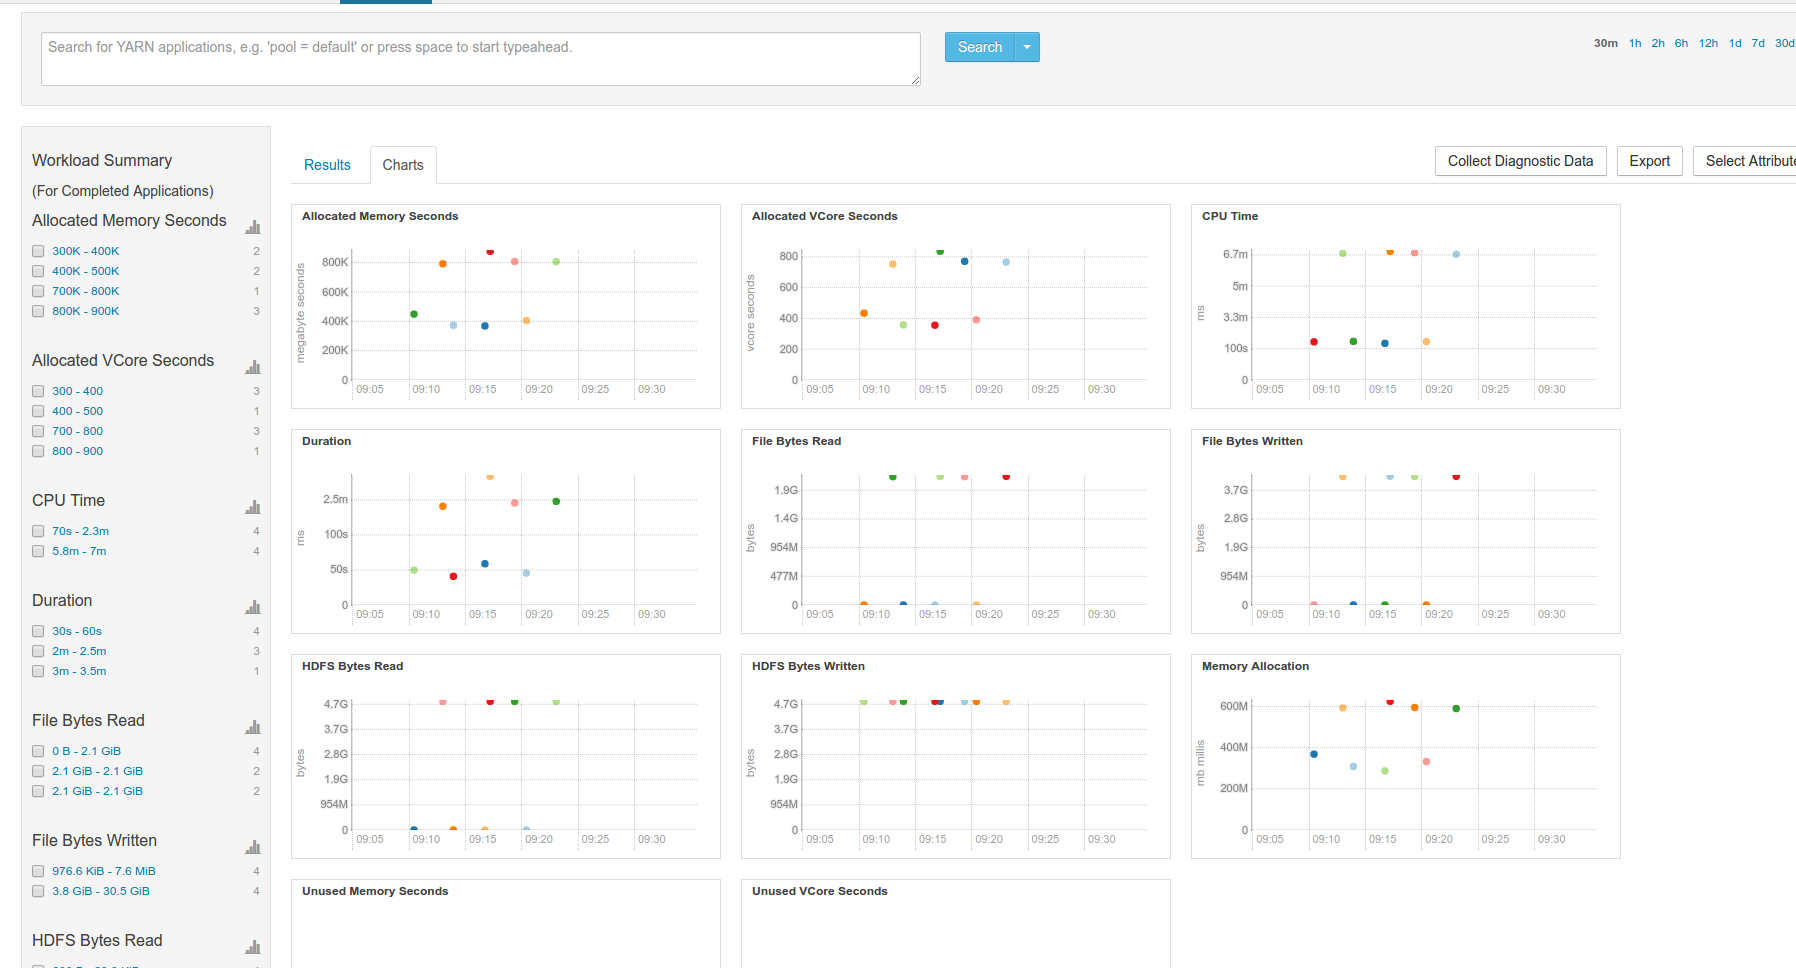 Search for YARN applications, e.g. 'pool = default' or press space to start typeahead.
Search
30m 1h 2h 6h 12h 1d 7d 30d
Workload Summary
(For Completed Applications)
Allocated Memory Seconds
300K - 400K 2
400K - 500K 2
700K - 800K 1
800K - 900K 3
Allocated VCore Seconds
300 - 400 3
400 - 500 1
700 - 800 3
800 - 900 1
CPU Time
70s - 2.3m 4
5.8m - 7m 4
Duration
30s - 60s 4
2m - 2.5m 3
3m - 3.5m 1
File Bytes Read
0 B - 2.1 GiB 4
2.1 GiB - 2.1 GiB 2
2.1 GiB - 2.1 GiB 2
File Bytes Written
976.6 KiB - 7.6 MiB 4
3.8 GiB - 30.5 GiB 4
HDFS Bytes Read
Results Charts
Collect Diagnostic Data Export Select Attribute
Allocated Memory Seconds
megabyte seconds
800K
600K
400K
200K
0
09:05 09:10 09:15 09:20 09:25 09:30
Allocated VCore Seconds
vcore seconds
800
600
400
200
0
09:05 09:10 09:15 09:20 09:25 09:30
CPU Time
ms
6.7m
5m
3.3m
100s
0
09:05 09:10 09:15 09:20 09:25 09:30
Duration
ms
2.5m
100s
50s
0
09:05 09:10 09:15 09:20 09:25 09:30
File Bytes Read
bytes
1.9G
1.4G
954M
477M
0
09:05 09:10 09:15 09:20 09:25 09:30
File Bytes Written
bytes
3.7G
2.8G
1.9G
954M
0
09:05 09:10 09:15 09:20 09:25 09:30
HDFS Bytes Read
bytes
4.7G
3.7G
2.8G
1.9G
954M
0
09:05 09:10 09:15 09:20 09:25 09:30
HDFS Bytes Written
bytes
4.7G
3.7G
2.8G
1.9G
954M
0
09:05 09:10 09:15 09:20 09:25 09:30
Memory Allocation
mb millis
600M
400M
200M
0
09:05 09:10 09:15 09:20 09:25 09:30
Unused Memory Seconds
Unused VCore Seconds